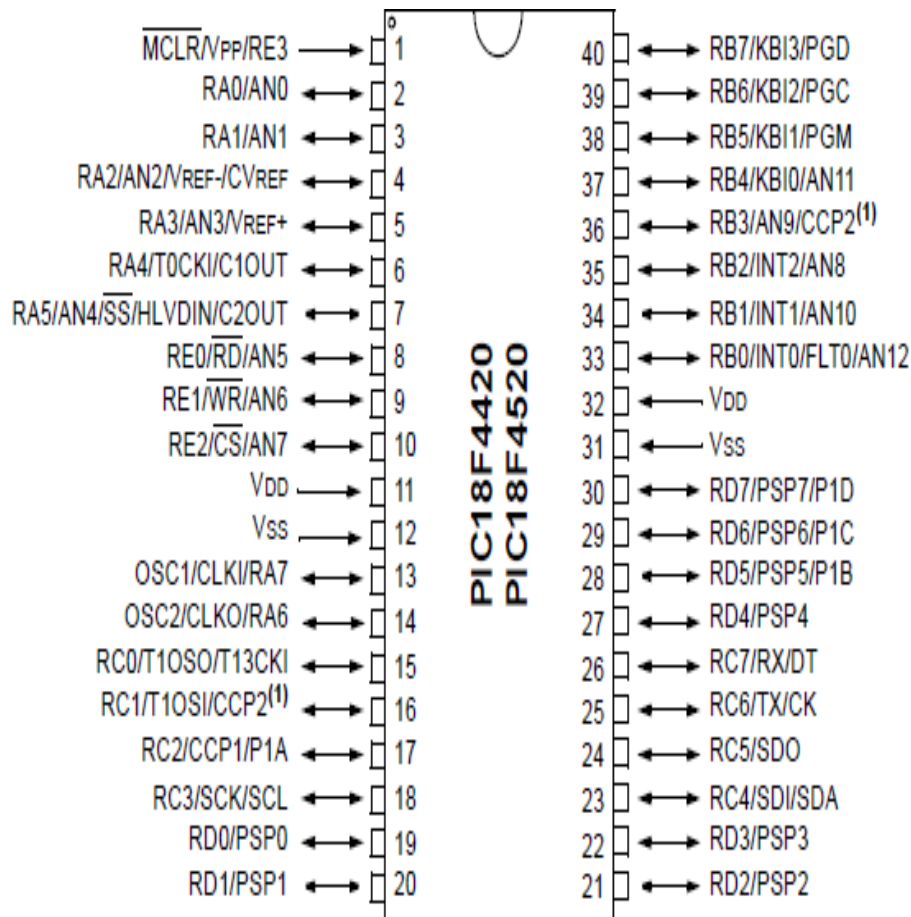 MCLR/VPP/RE3 1
RA0/AN0 2
RA1/AN1 3
RA2/AN2/VREF-/CVREF 4
RA3/AN3/VREF+ 5
RA4/T0CKI/C1OUT 6
RA5/AN4/SS/HLVDIN/C2OUT 7
RE0/RD/AN5 8
RE1/WR/AN6 9
RE2/CS/AN7 10
VDD 11
VSS 12
OSC1/CLKI/RA7 13
OSC2/CLKO/RA6 14
RC0/T1OSO/T13CKI 15
RC1/T1OSI/CCP2(1) 16
RC2/CCP1/P1A 17
RC3/SCK/SCL 18
RD0/PSP0 19
RD1/PSP1 20
PIC18F4420
PIC18F4520
40 RB7/KBI3/PGD
39 RB6/KBI2/PGC
38 RB5/KBI1/PGM
37 RB4/KBI0/AN11
36 RB3/AN9/CCP2(1)
35 RB2/INT2/AN8
34 RB1/INT1/AN10
33 RB0/INT0/FLT0/AN12
32 VDD
31 VSS
30 RD7/PSP7/P1D
29 RD6/PSP6/P1C
28 RD5/PSP5/P1B
27 RD4/PSP4
26 RC7/RX/DT
25 RC6/TX/CK
24 RC5/SDO
23 RC4/SDI/SDA
22 RD3/PSP3
21 RD2/PSP2